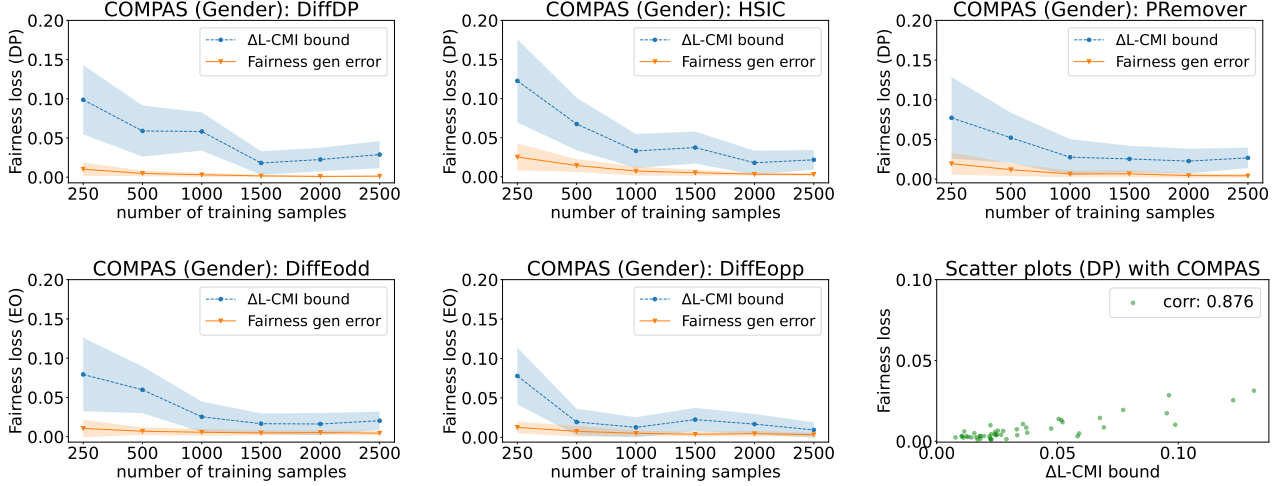 COMPAS (Gender): DiffDP
Fairness loss (DP)
0.20
0.15
0.10
0.05
0.00
ΔL-CMI bound
Fairness gen error
250 500 1000 1500 2000 2500
number of training samples
COMPAS (Gender): HSIC
Fairness loss (DP)
0.20
0.15
0.10
0.05
0.00
ΔL-CMI bound
Fairness gen error
250 500 1000 1500 2000 2500
number of training samples
COMPAS (Gender): PRemover
Fairness loss (DP)
0.20
0.15
0.10
0.05
0.00
ΔL-CMI bound
Fairness gen error
250 500 1000 1500 2000 2500
number of training samples
COMPAS (Gender): DiffEodd
Fairness loss (EO)
0.20
0.15
0.10
0.05
0.00
ΔL-CMI bound
Fairness gen error
250 500 1000 1500 2000 2500
number of training samples
COMPAS (Gender): DiffEopp
Fairness loss (EO)
0.20
0.15
0.10
0.05
0.00
ΔL-CMI bound
Fairness gen error
250 500 1000 1500 2000 2500
number of training samples
Scatter plots (DP) with COMPAS
Fairness loss
0.10
0.05
0.00
corr: 0.876
0.00 0.05 0.10
ΔL-CMI bound